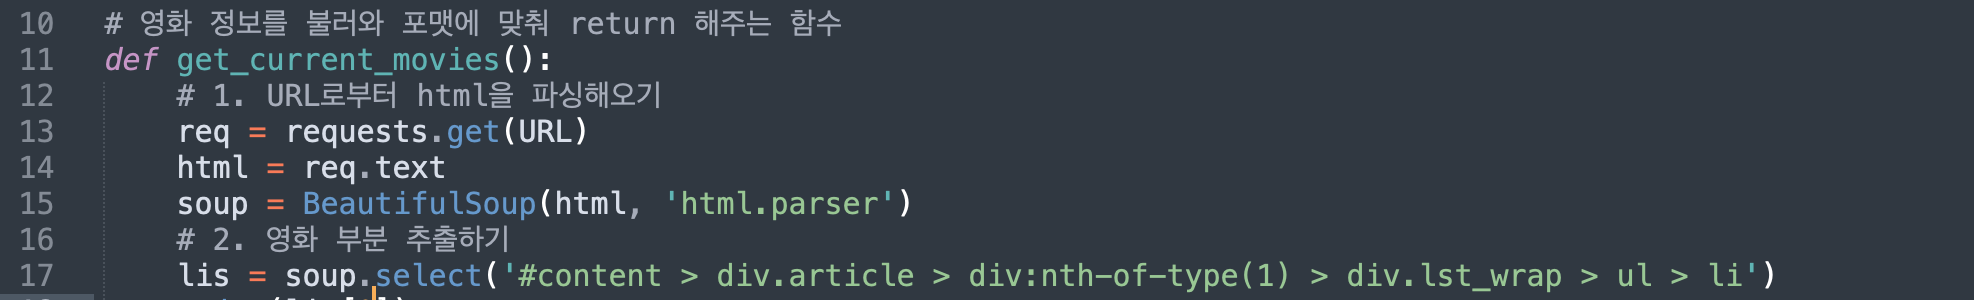 10 # 영화 정보를 불러와 포맷에 맞춰 return 해주는 함수
11 def get_current_movies():
12     # 1. URL로부터 html을 파싱해오기
13     req = requests.get(URL)
14     html = req.text
15     soup = BeautifulSoup(html, 'html.parser')
16     # 2. 영화 부분 추출하기
17     lis = soup.select('#content > div.article > div:nth-of-type(1) > div.lst_wrap > ul > li')